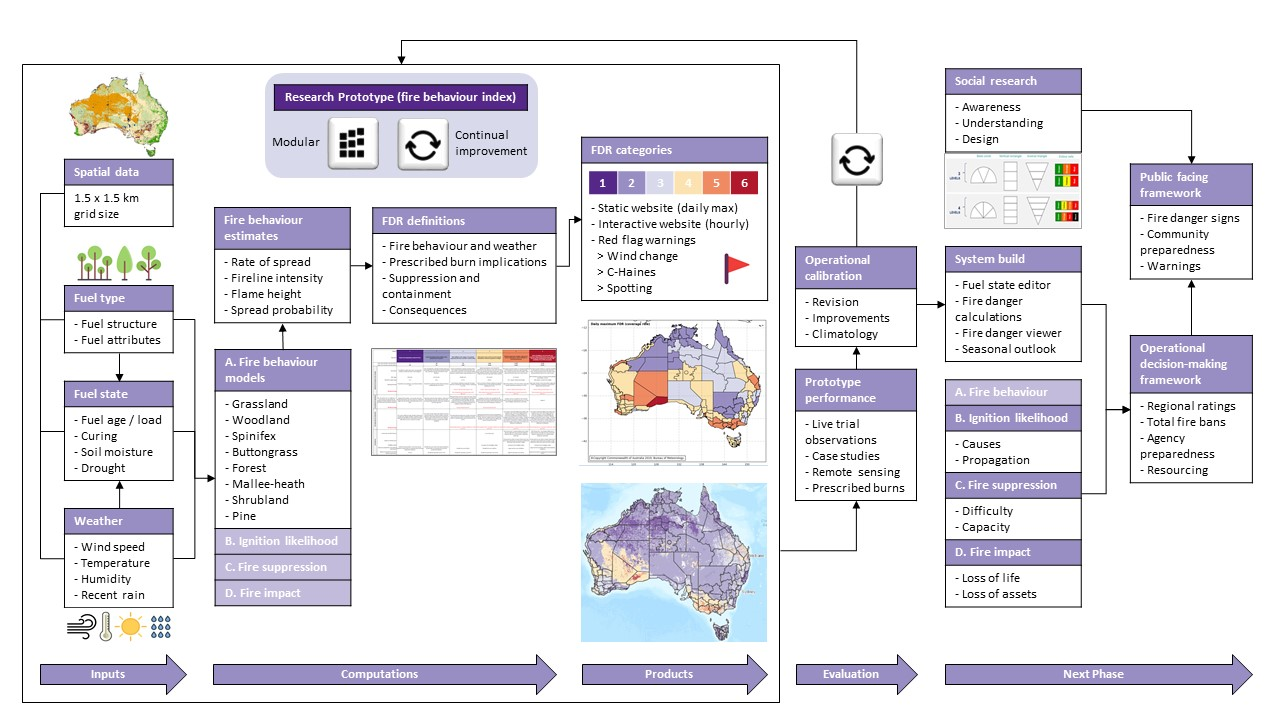 Research Prototype (fire behaviour index)
Modular
Continual
improvement
Spatial data
1.5 x 1.5 km
grid size
Fuel type
- Fuel structure
- Fuel attributes
Fuel state
- Fuel age / load
- Curing
- Soil moisture
- Drought
Weather
- Wind speed
- Temperature
- Humidity
- Recent rain
Inputs
Fire behaviour
estimates
- Rate of spread
- Fireline intensity
- Flame height
- Spread probability
A. Fire behaviour
models
- Grassland
- Woodland
- Spinifex
- Buttongrass
- Forest
- Mallee-heath
- Shrubland
- Pine
B. Ignition likelihood
C. Fire suppression
D. Fire impact
FDR definitions
- Fire behaviour and weather
- Prescribed burn implications
- Suppression and
containment
- Consequences
Computations
FDR categories
1 2 3 4 5 6
- Static website (daily max)
- Interactive website (hourly)
- Red flag warnings
> Wind change
> C-Haines
> Spotting
Products
Operational
calibration
- Revision
- Improvements
- Climatology
Prototype
performance
- Live trial
observations
- Case studies
- Remote sensing
- Prescribed burns
Evaluation
Social research
- Awareness
- Understanding
- Design
System build
- Fuel state editor
- Fire danger
calculations
- Fire danger viewer
- Seasonal outlook
A. Fire behaviour
B. Ignition likelihood
- Causes
- Propagation
C. Fire suppression
- Difficulty
- Capacity
D. Fire impact
- Loss of life
- Loss of assets
Public facing
framework
- Fire danger signs
- Community
preparedness
- Warnings
Operational
decision-making
framework
- Regional ratings
- Total fire bans
- Agency
preparedness
- Resourcing
Next Phase